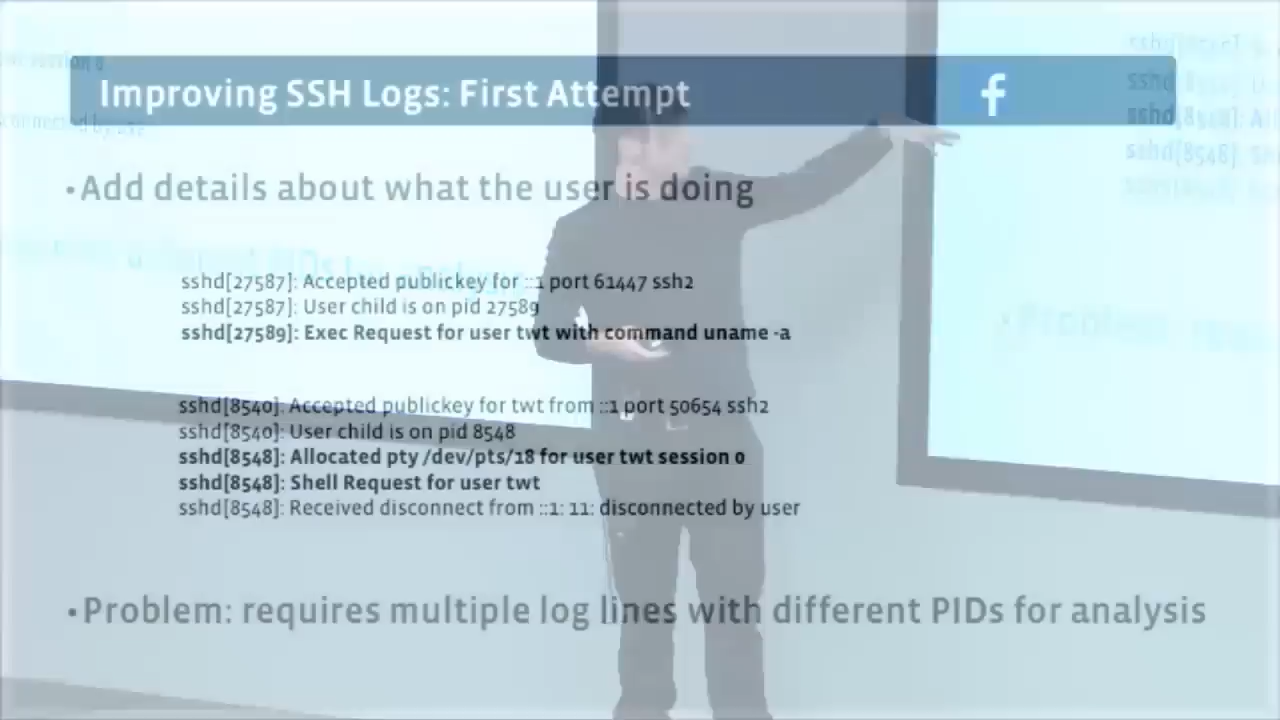 Improving SSH Logs: First Attempt
f
•Add details about what the user is doing
sshd[27587]: Accepted publickey for ::1 port 61447 ssh2
sshd[27587]: User child is on pid 27589
sshd[27589]: Exec Request for user twt with command uname -a
sshd[8540]: Accepted publickey for twt from ::1 port 50654 ssh2
sshd[8540]: User child is on pid 8548
sshd[8548]: Allocated pty /dev/pts/18 for user twt session 0
sshd[8548]: Shell Request for user twt
sshd[8548]: Received disconnect from ::1: 11: disconnected by user
•Problem: requires multiple log lines with different PIDs for analysis